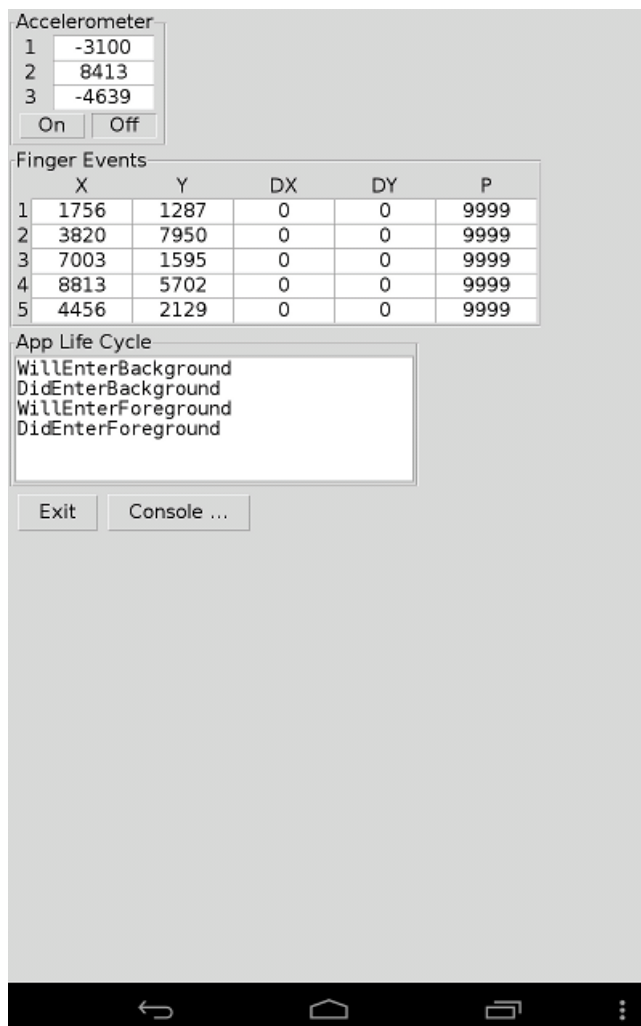 Accelerometer
1 -3100
2 8413
3 -4639
On Off
Finger Events
X Y DX DY P
1 1756 1287 0 0 9999
2 3820 7950 0 0 9999
3 7003 1595 0 0 9999
4 8813 5702 0 0 9999
5 4456 2129 0 0 9999
App Life Cycle
WillEnterBackground
DidEnterBackground
WillEnterForeground
DidEnterForeground
Exit Console ...